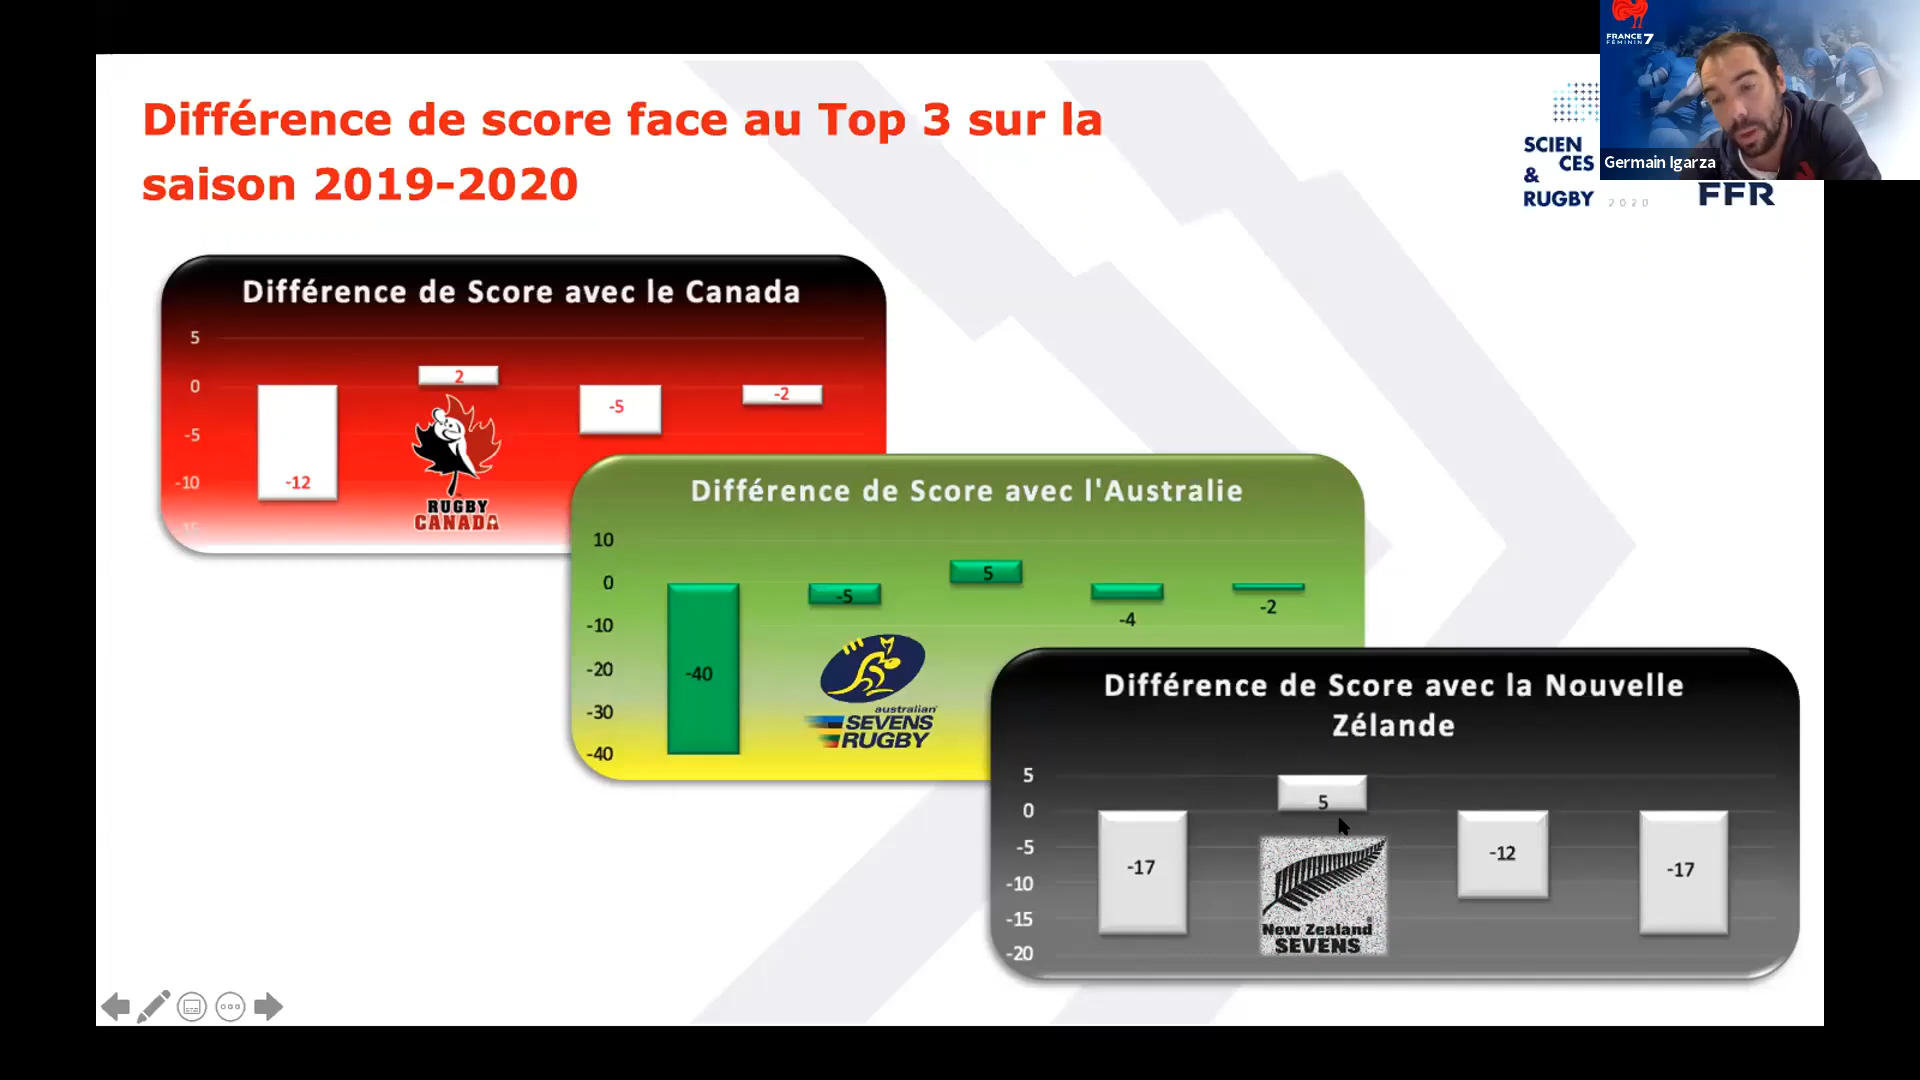 Différence de score face au Top 3 sur la
saison 2019-2020
FRANCE 7
FÉMININ
Germain Igarza
SCIEN
CES
&
RUGBY 2020
FFR
Différence de Score avec le Canada
5
0
-5
-10
-12
2
-5
-2
RUGBY
CANADA
Différence de Score avec l'Australie
10
0
-10
-20
-30
-40
-40
-5
5
-4
-2
australian
SEVENS
RUGBY
Différence de Score avec la Nouvelle
Zélande
5
0
-5
-10
-15
-20
-17
5
-12
-17
New Zealand
SEVENS